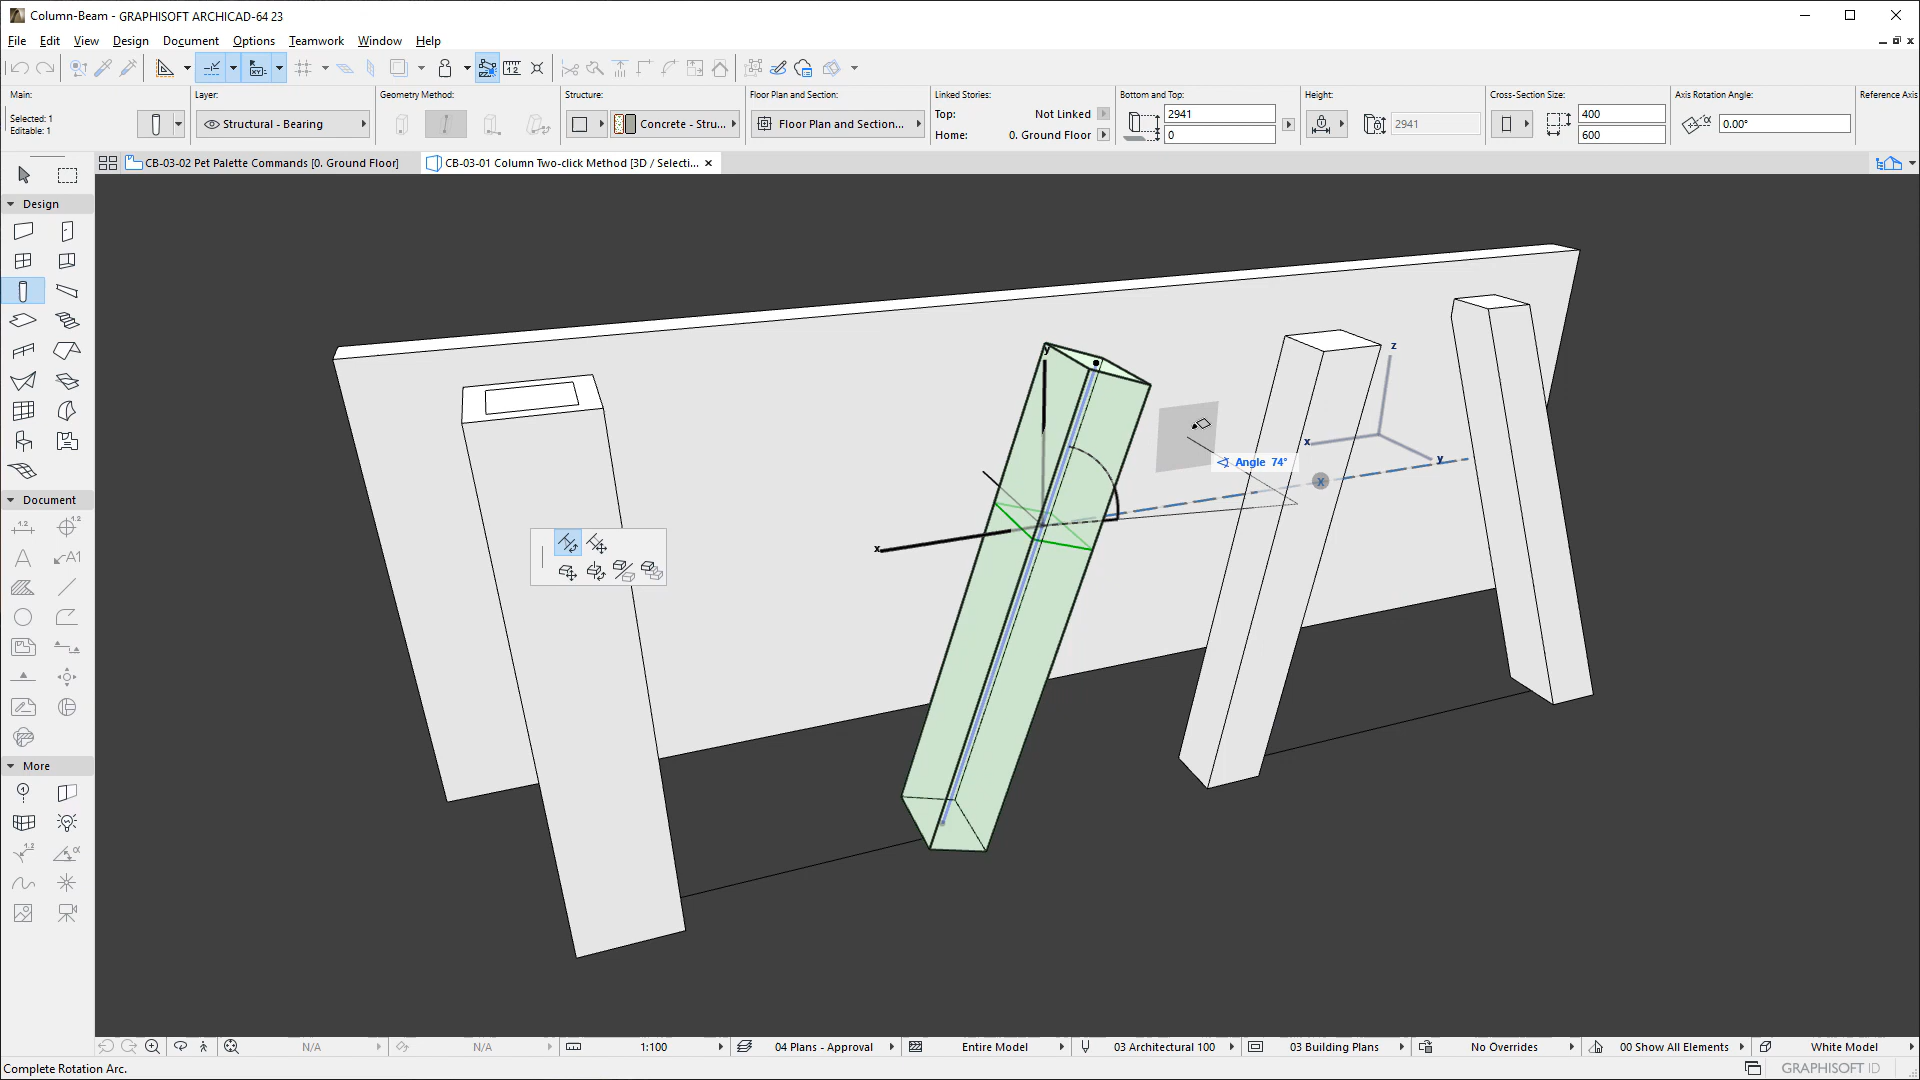 Column-Beam - GRAPHISOFT ARCHICAD-64 23
File Edit View Design Document Options Teamwork Window Help
Main: Layer: Geometry Method: Structure: Floor Plan and Section: Linked Stories: Bottom and Top: Height: Cross-Section Size: Axis Rotation Angle: Reference Axis
Selected: 1
Editable: 1
Structural - Bearing
Concrete - Stru...
Floor Plan and Section...
Top: Not Linked
Home: 0. Ground Floor
2941
0
2941
400
600
0.00°
CB-03-02 Pet Palette Commands [0. Ground Floor]
CB-03-01 Column Two-click Method [3D / Selecti...
Design
Document
More
y
z
x
y
x
x
Angle 74°
N/A N/A 1:100 04 Plans - Approval Entire Model 03 Architectural 100 03 Building Plans No Overrides 00 Show All Elements White Model
Complete Rotation Arc.
GRAPHISOFT ID